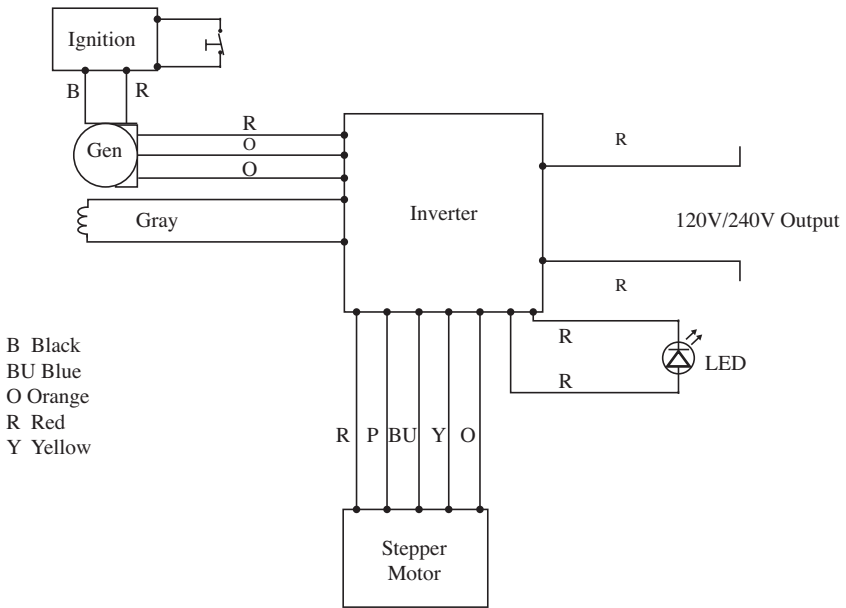 Ignition
B
R
Gen
R
O
O
Gray
Inverter
R
120V/240V Output
R
R
R
LED
B Black
BU Blue
O Orange
R Red
Y Yellow
R P BU Y O
Stepper
Motor